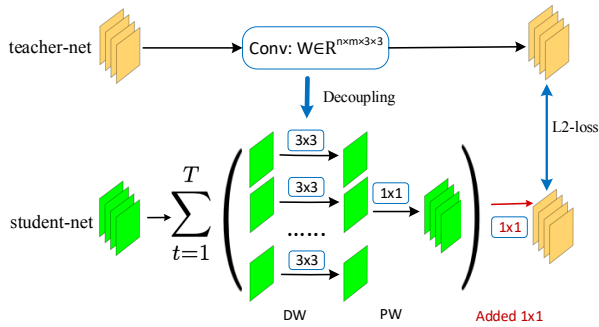 teacher-net
Conv: W∈R^{n×m×3×3}
Decoupling
L2-loss
student-net
T
∑
t=1
3x3
3x3
1x1
......
3x3
1x1
DW
PW
Added 1x1